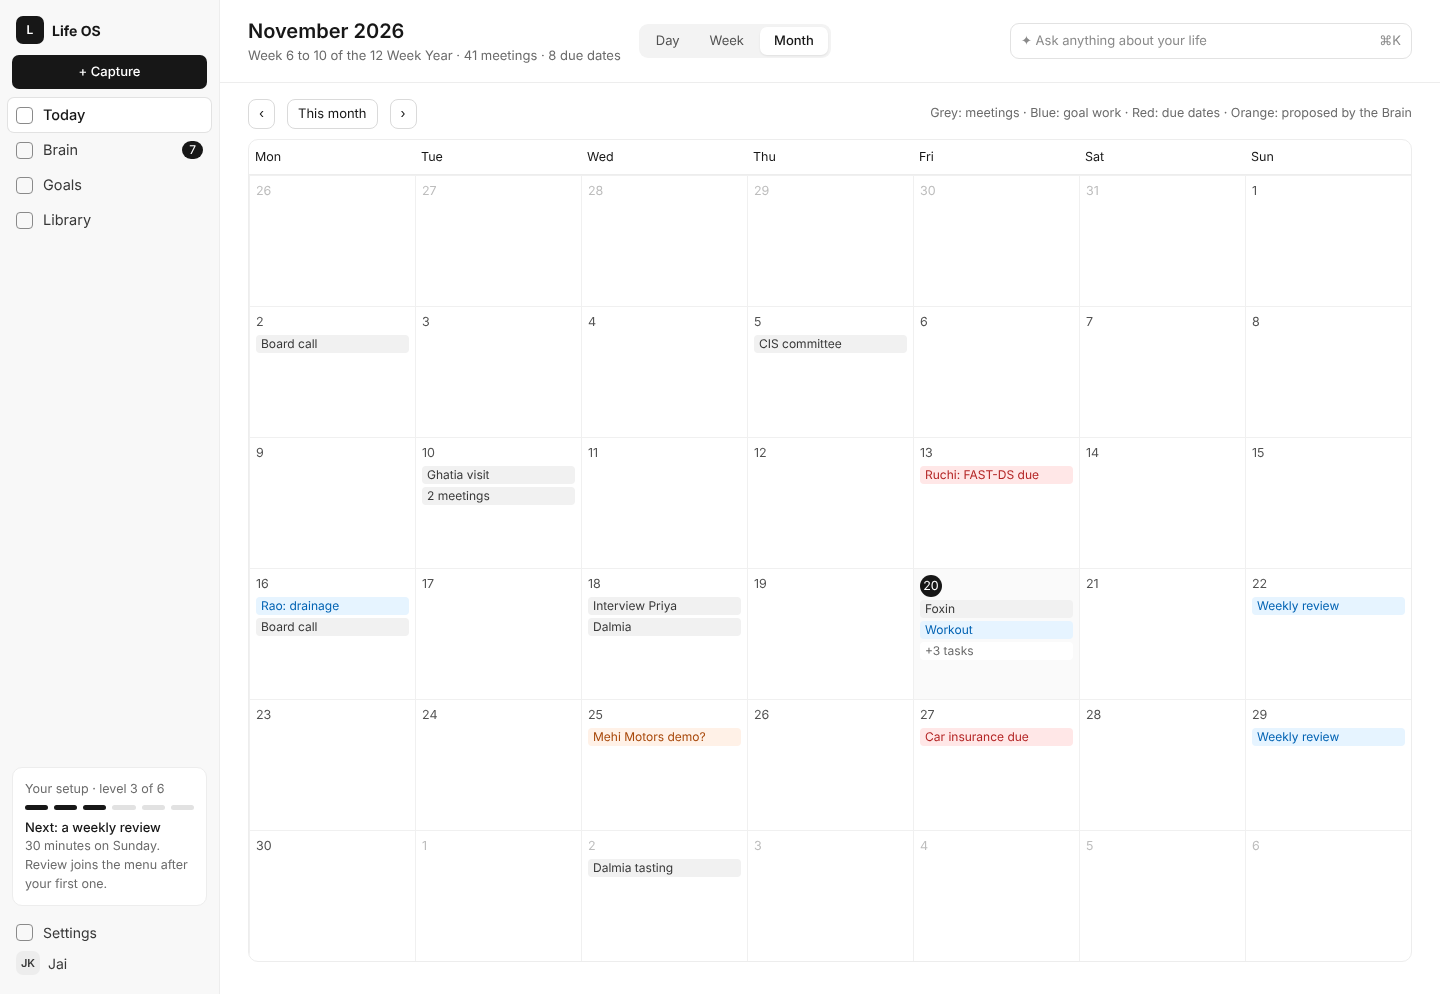 L Life OS
+ Capture
Today
Brain 7
Goals
Library
Your setup · level 3 of 6
Next: a weekly review
30 minutes on Sunday.
Review joins the menu after
your first one.
Settings
JK Jai
November 2026
Week 6 to 10 of the 12 Week Year · 41 meetings · 8 due dates
Day Week Month
✦ Ask anything about your life ⌘K
‹ This month ›
Grey: meetings · Blue: goal work · Red: due dates · Orange: proposed by the Brain
Mon Tue Wed Thu Fri Sat Sun
26 27 28 29 30 31 1
2 3 4 5 6 7 8
Board call CIS committee
9 10 11 12 13 14 15
Ghatia visit Ruchi: FAST-DS due
2 meetings
16 17 18 19 20 21 22
Rao: drainage Interview Priya Foxin Weekly review
Board call Dalmia Workout
+3 tasks
23 24 25 26 27 28 29
Mehi Motors demo? Car insurance due Weekly review
30 1 2 3 4 5 6
Dalmia tasting